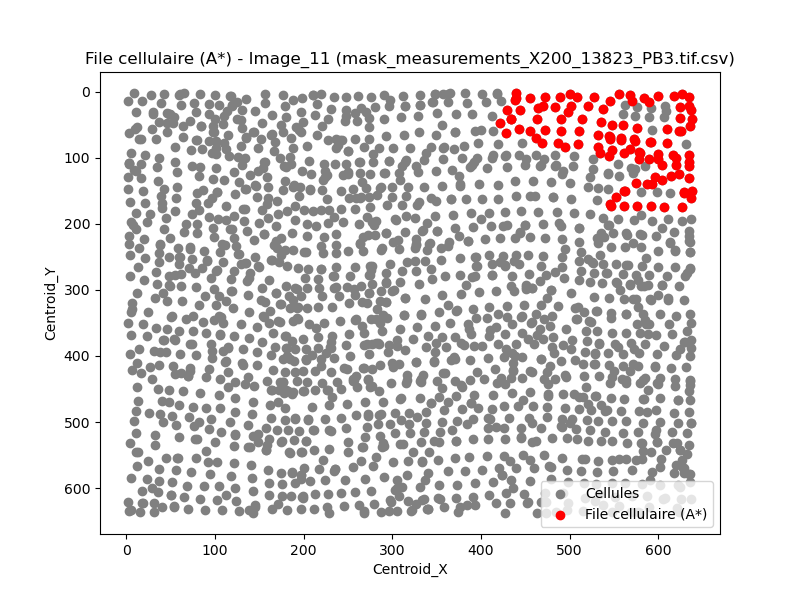 File cellulaire (A*) - Image_11 (mask_measurements_X200_13823_PB3.tif.csv)
0
100
200
300
400
500
600
Centroid_Y
Cellules
File cellulaire (A*)
0 100 200 300 400 500 600
Centroid_X